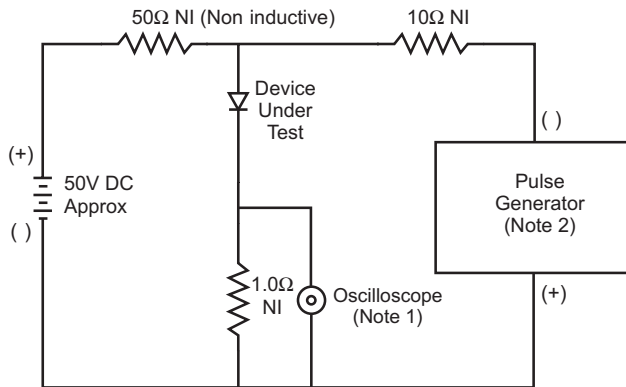 50Ω NI (Non inductive)
10Ω NI
Device
Under
Test
(+)
50V DC
Approx
( )
( )
Pulse
Generator
(Note 2)
(+)
1.0Ω
NI
Oscilloscope
(Note 1)